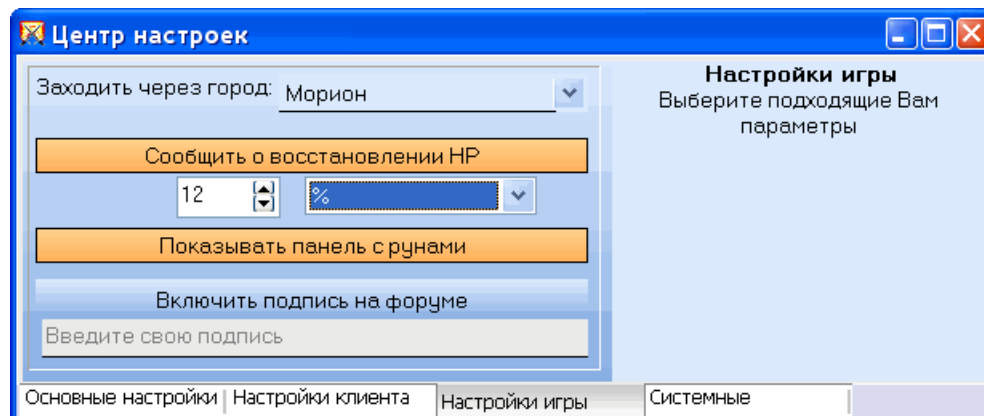 Центр настроек
Заходить через город: Морион
Сообщить о восстановлении HP
12 %
Показывать панель с рунами
Включить подпись на форуме
Введите свою подпись
Настройки игры
Выберите подходящие Вам
параметры
Основные настройки Настройки клиента Настройки игры Системные